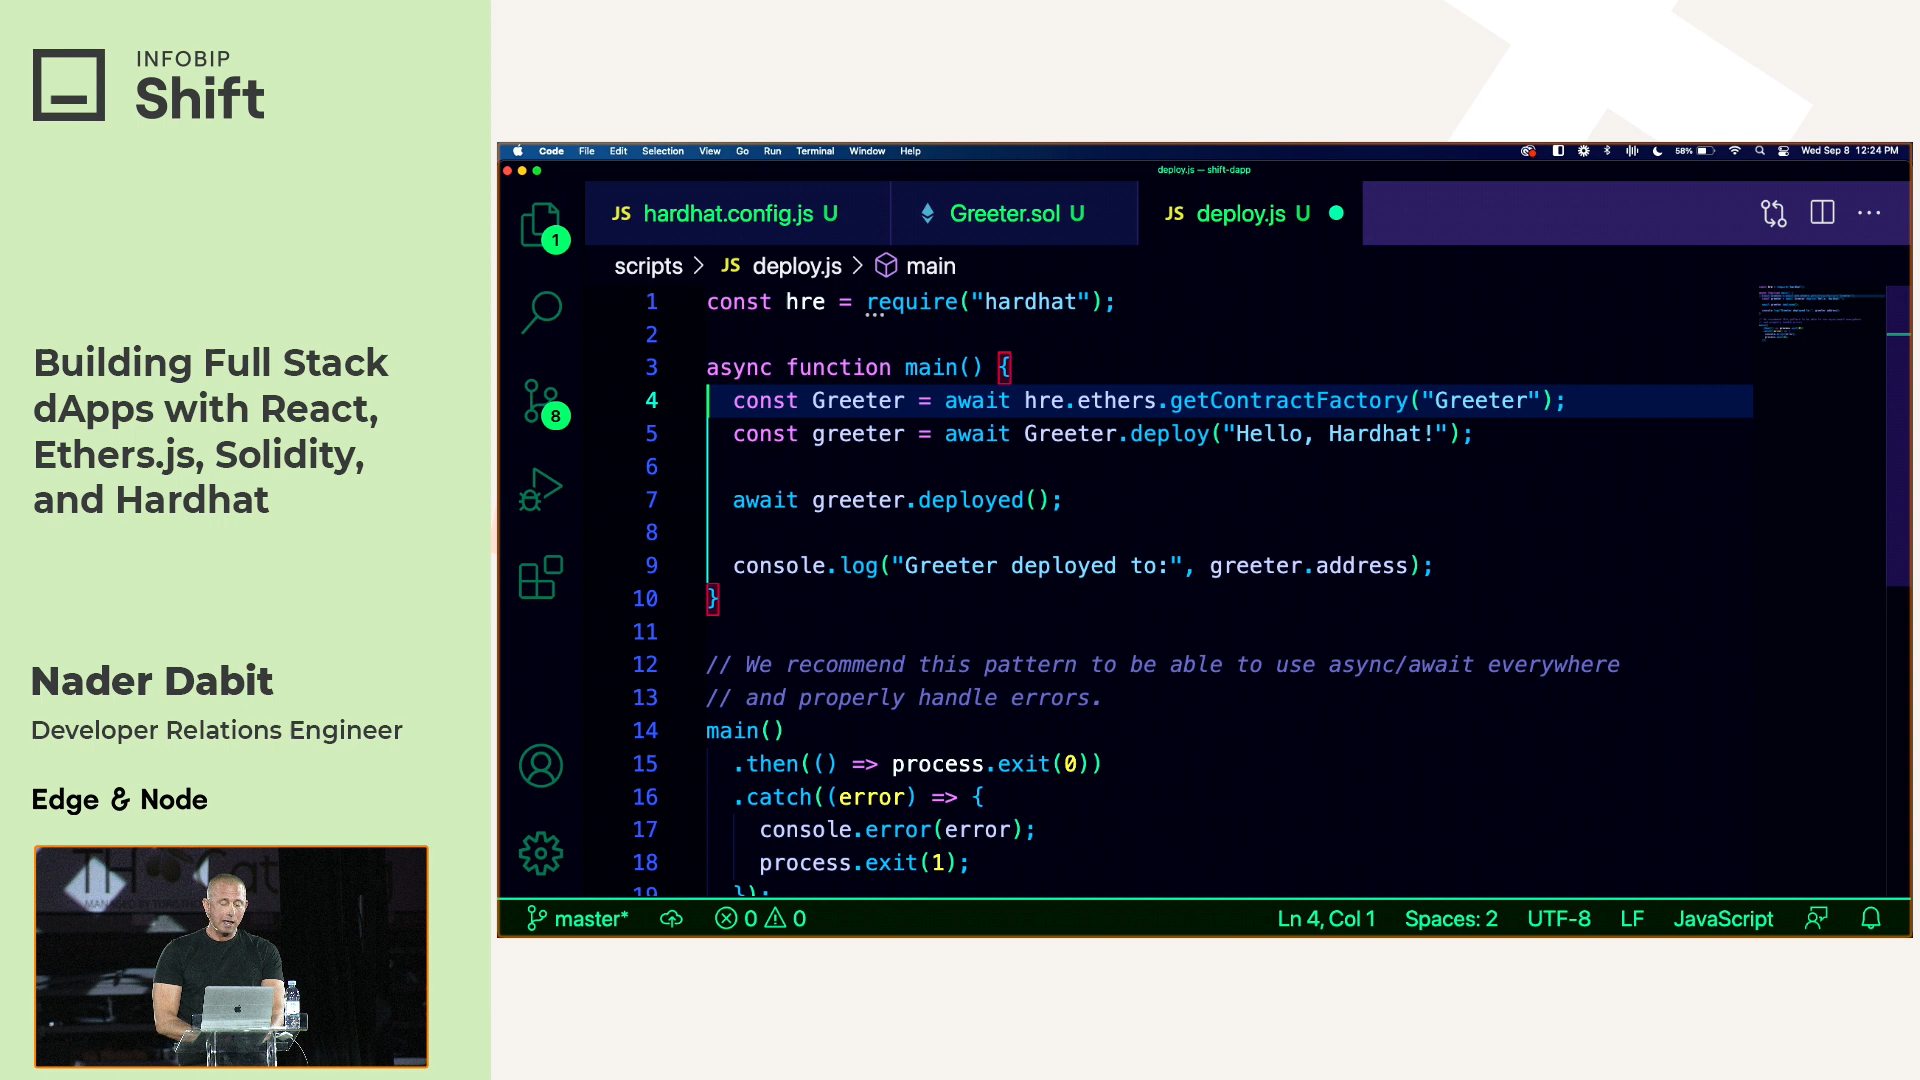 INFOBIP
Shift
Building Full Stack
dApps with React,
Ethers.js, Solidity,
and Hardhat
Nader Dabit
Developer Relations Engineer
Edge & Node
Code File Edit Selection View Go Run Terminal Window Help
58% Wed Sep 8 12:24 PM
deploy.js — shift-dapp
JS hardhat.config.js U
Greeter.sol U
JS deploy.js U
1
8
scripts > JS deploy.js > main
1 const hre = require("hardhat");
2
3 async function main() {
4 const Greeter = await hre.ethers.getContractFactory("Greeter");
5 const greeter = await Greeter.deploy("Hello, Hardhat!");
6
7 await greeter.deployed();
8
9 console.log("Greeter deployed to:", greeter.address);
10 }
11
12 // We recommend this pattern to be able to use async/await everywhere
13 // and properly handle errors.
14 main()
15 .then(() => process.exit(0))
16 .catch((error) => {
17 console.error(error);
18 process.exit(1);
19 });
master* 0 0 Ln 4, Col 1 Spaces: 2 UTF-8 LF JavaScript